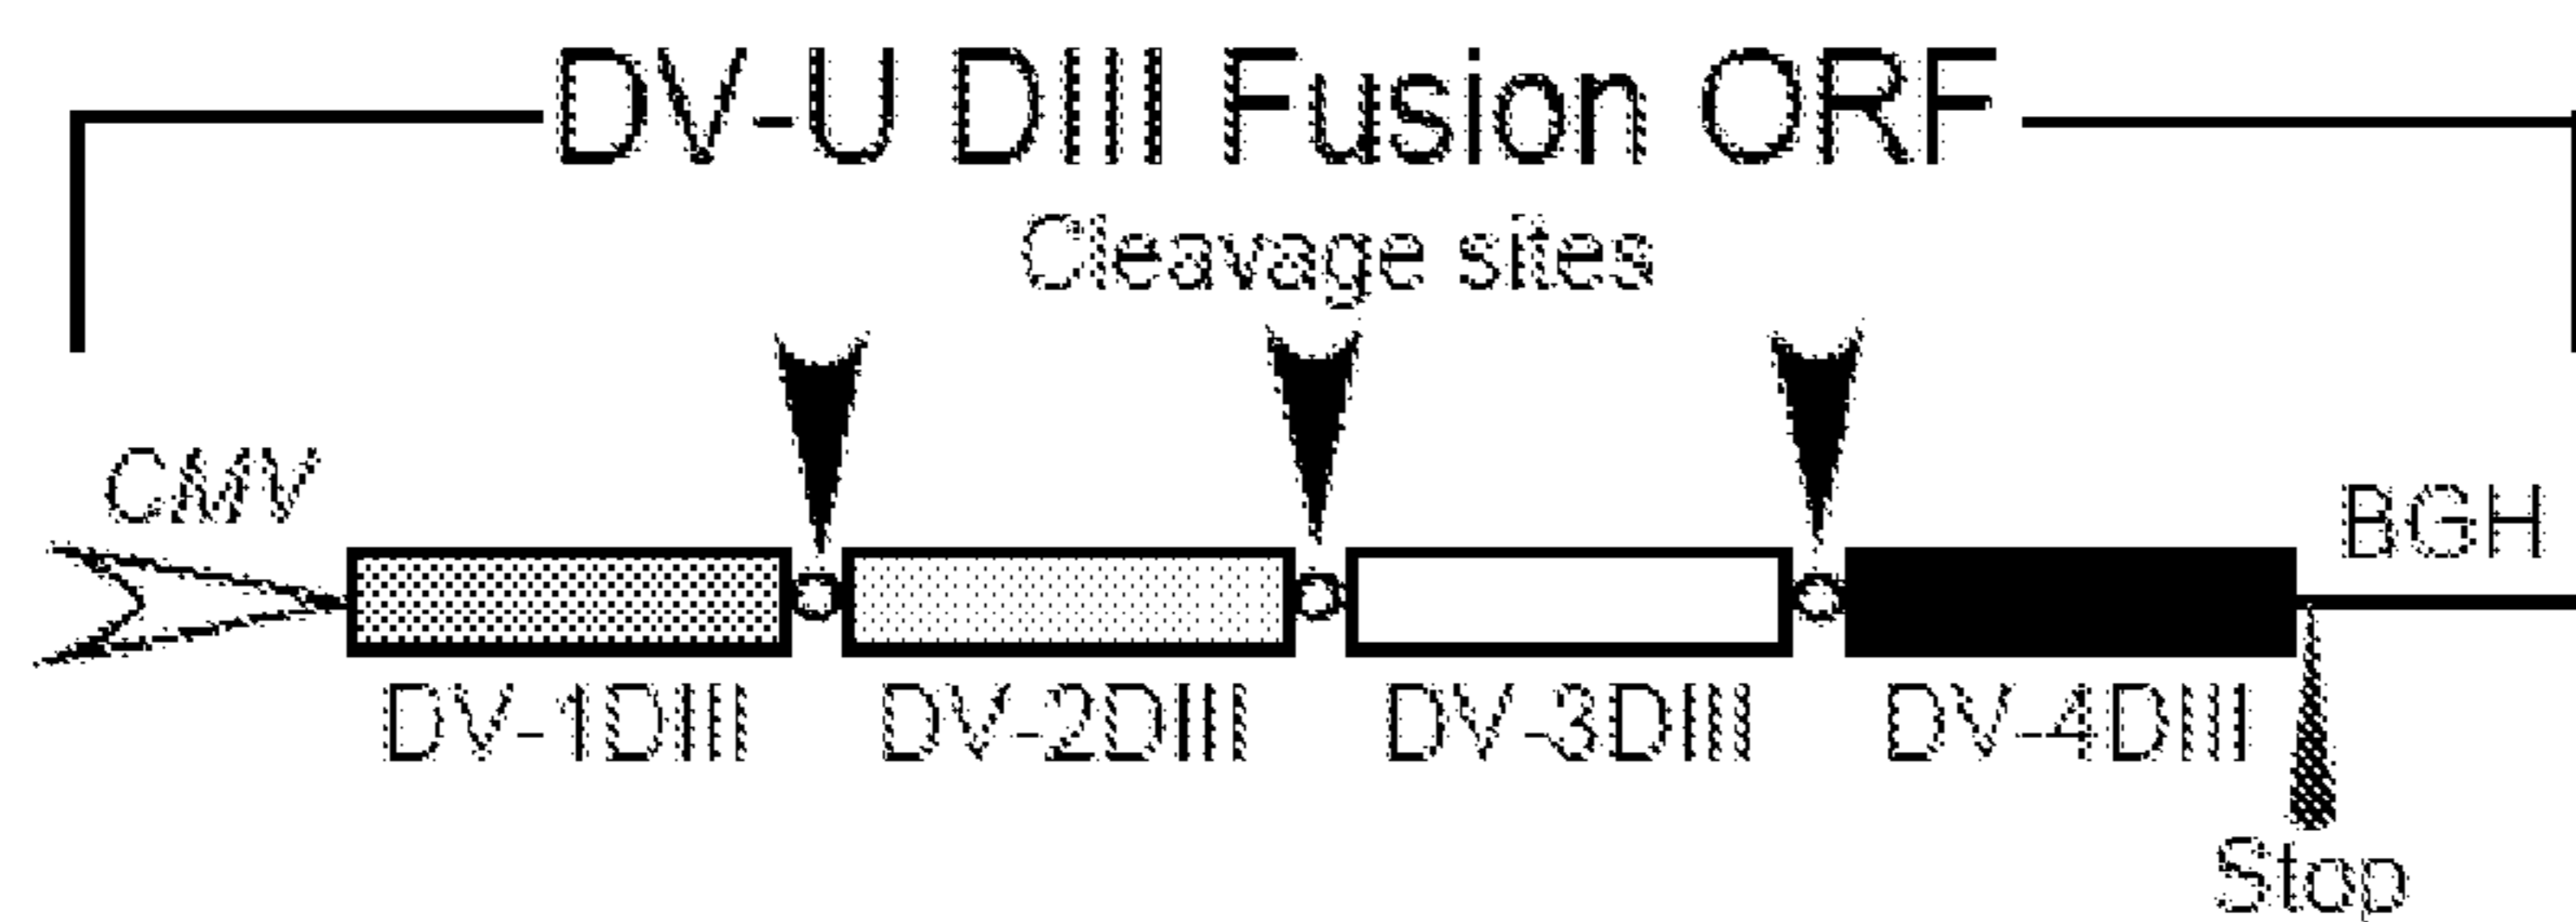 DV-U DIII Fusion ORF
Cleavage sites
CMV
BGH
DV-1DIII DV-2DIII DV-3DIII DV-4DIII
Stop